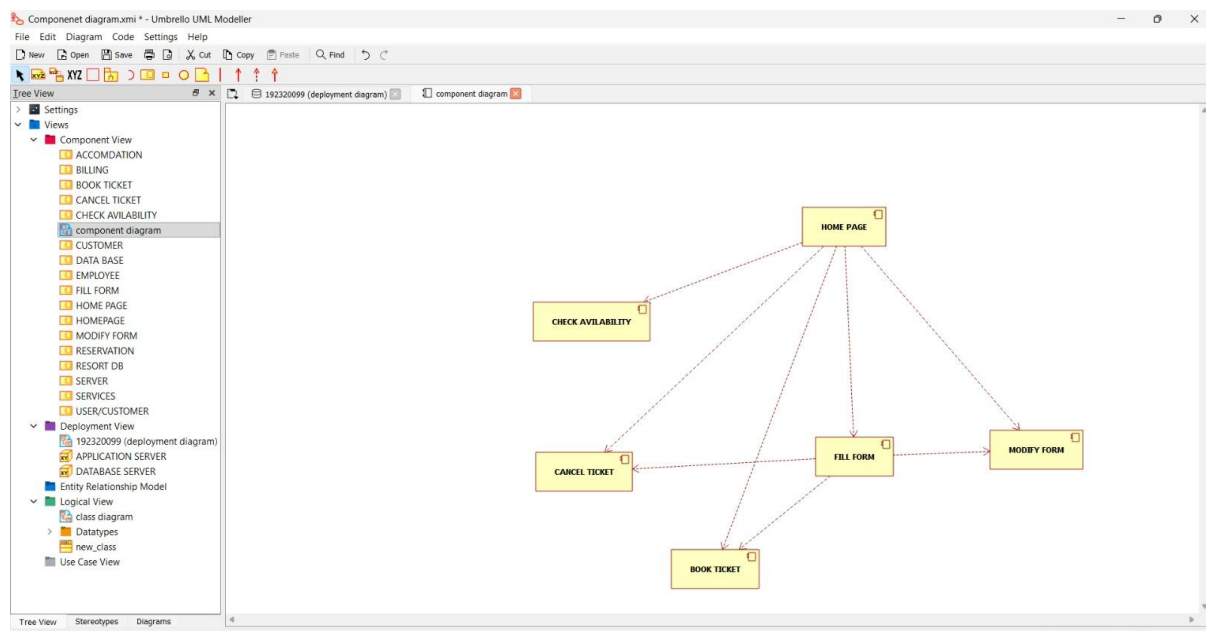 Componenet diagram.xmi * - Umbrello UML Modeller
File Edit Diagram Code Settings Help
New Open Save Cut Copy Paste Find
XYZ XYZ
Tree View
192320099 (deployment diagram) component diagram
Settings
Views
Component View
ACCOMDATION
BILLING
BOOK TICKET
CANCEL TICKET
CHECK AVILABILITY
component diagram
CUSTOMER
DATA BASE
EMPLOYEE
FILL FORM
HOME PAGE
HOMEPAGE
MODIFY FORM
RESERVATION
RESORT DB
SERVER
SERVICES
USER/CUSTOMER
Deployment View
192320099 (deployment diagram)
APPLICATION SERVER
DATABASE SERVER
Entity Relationship Model
Logical View
class diagram
Datatypes
new_class
Use Case View
Tree View Stereotypes Diagrams
HOME PAGE
CHECK AVILABILITY
MODIFY FORM
FILL FORM
CANCEL TICKET
BOOK TICKET